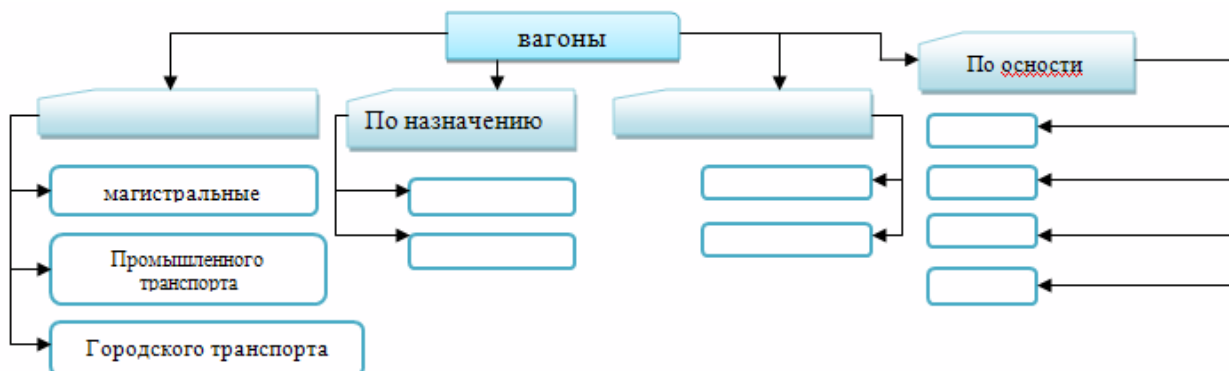 вагоны
По осности
По назначению
магистральные
Промышленного
транспорта
Городского транспорта